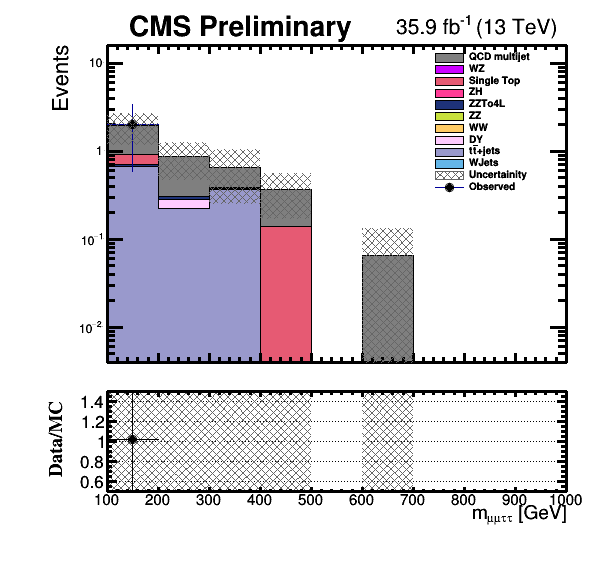 CMS Preliminary 35.9 fb⁻¹ (13 TeV)
Events
10
1
10⁻¹
10⁻²
QCD multijet
WZ
Single Top
ZH
ZZTo4L
ZZ
WW
DY
tt̄+jets
WJets
Uncertainity
Observed
Data/MC
1.4
1.2
1
0.8
0.6
100 200 300 400 500 600 700 800 900 1000
m_μμττ [GeV]